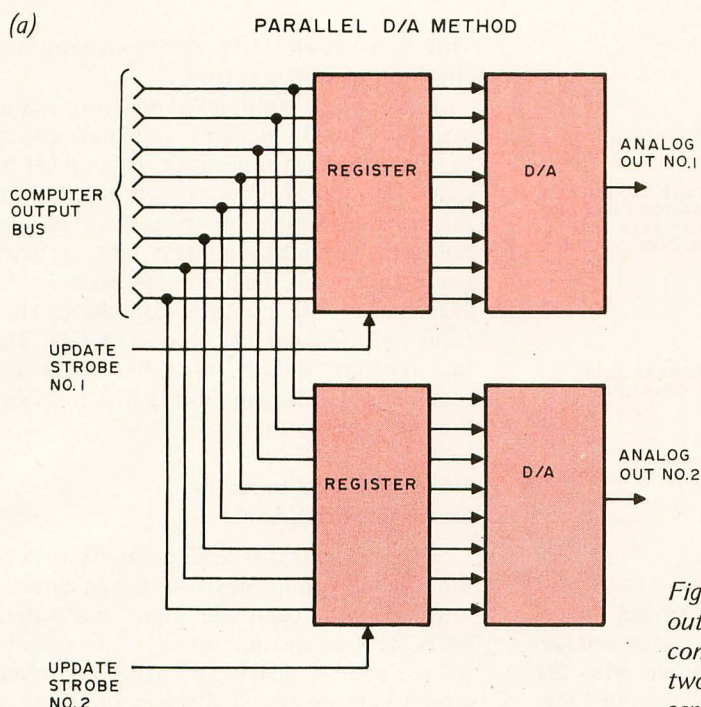 (a)
PARALLEL D/A METHOD
COMPUTER
OUTPUT
BUS
REGISTER
D/A
ANALOG
OUT NO.1
UPDATE
STROBE
NO.1
REGISTER
D/A
ANALOG
OUT NO.2
UPDATE
STROBE
NO.2
Fig
out
con
two